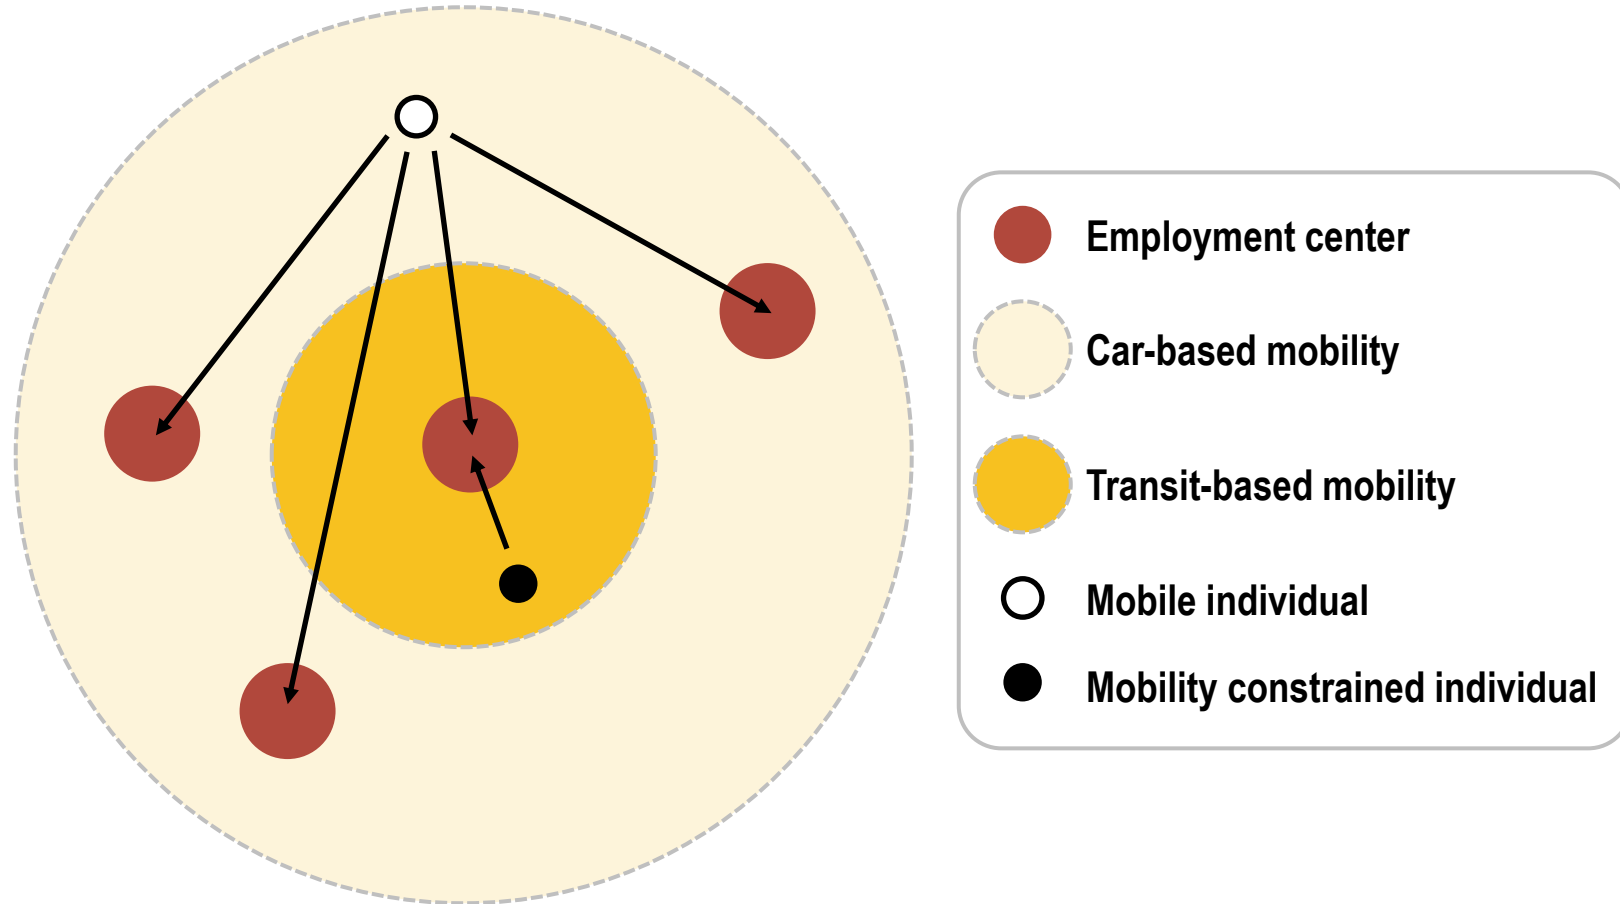 Employment center
Car-based mobility
Transit-based mobility
Mobile individual
Mobility constrained individual